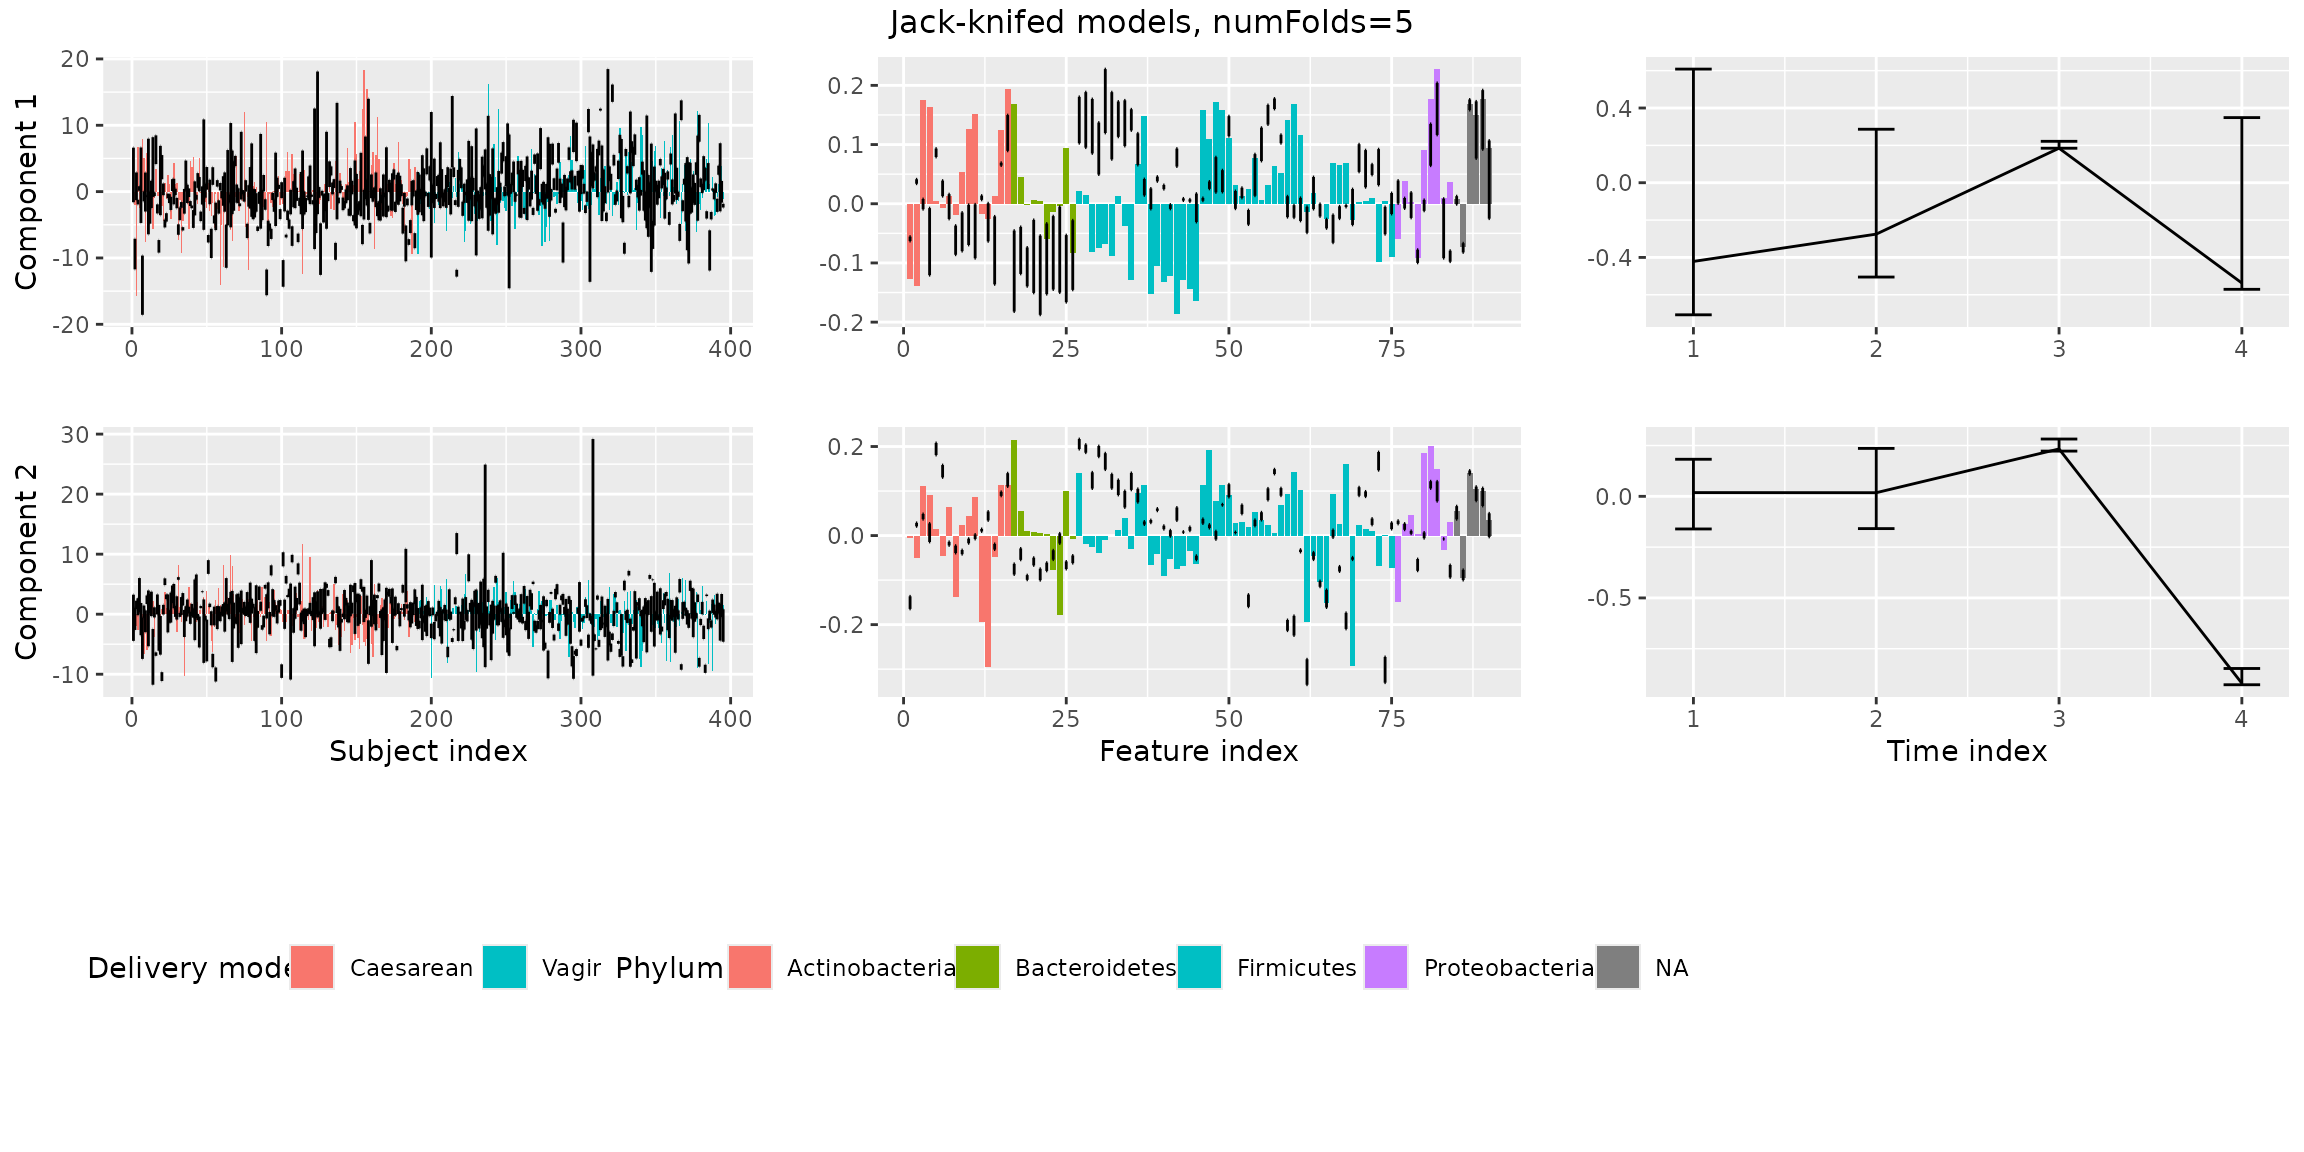 Jack-knifed models, numFolds=5
Component 1
20
10
0
-10
-20
0 100 200 300 400
0.2
0.1
0.0
-0.1
-0.2
0 25 50 75
0.4
0.0
-0.4
1 2 3 4
Component 2
30
20
10
0
-10
0 100 200 300 400
Subject index
0.2
0.0
-0.2
0 25 50 75
Feature index
0.0
-0.5
1 2 3 4
Time index
Delivery mode Caesarean Vagir Phylum Actinobacteria Bacteroidetes Firmicutes Proteobacteria NA